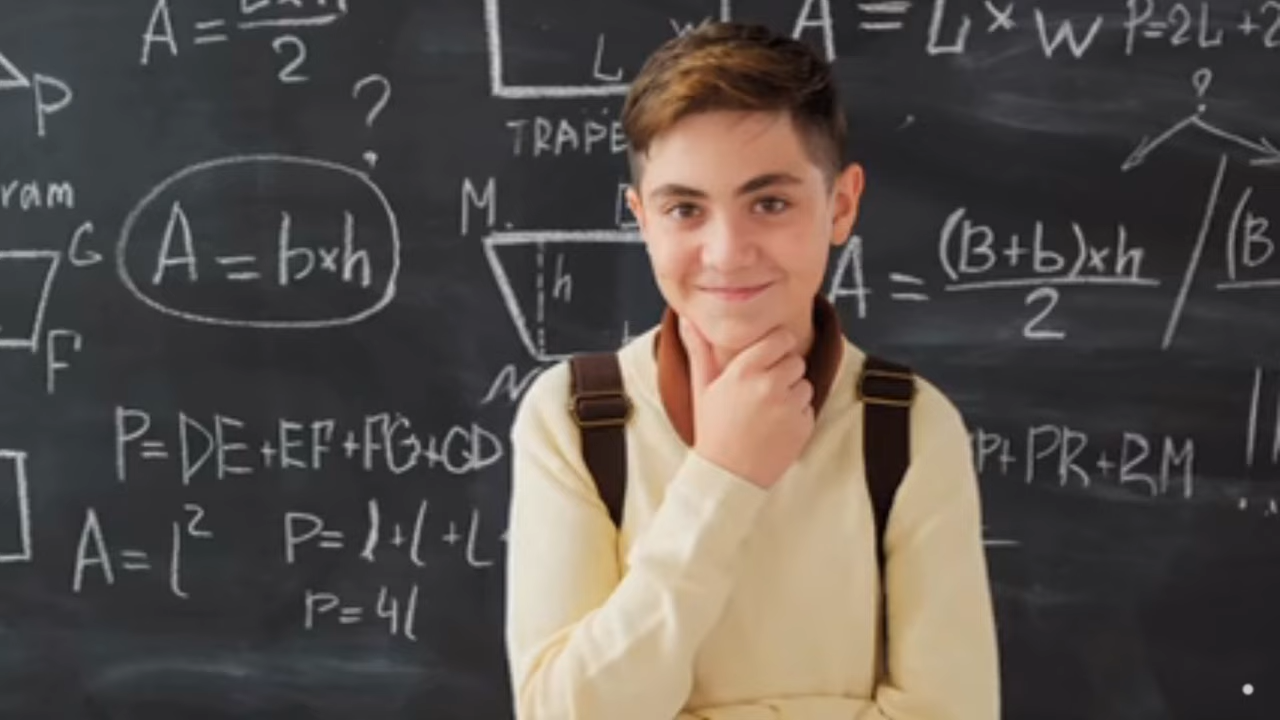 A = b×h / 2
L
W
A = L × W
P=2L+2
P
?
?
TRAPE
ram
M
G
A = b×h
h
A = (B+b)×h / 2
(B
F
N
P=DE+EF+FG+GD
P+PR+RM
A=l²
P=l+l+L
P=4l